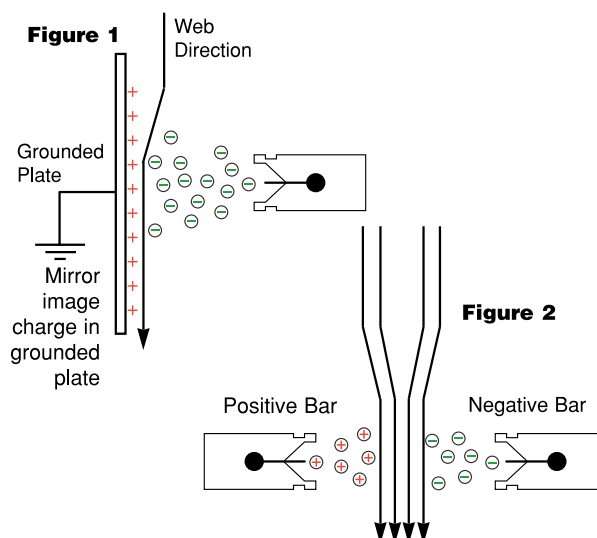 Figure 1
Web
Direction
Grounded
Plate
Mirror
image
charge in
grounded
plate
Figure 2
Positive Bar
Negative Bar